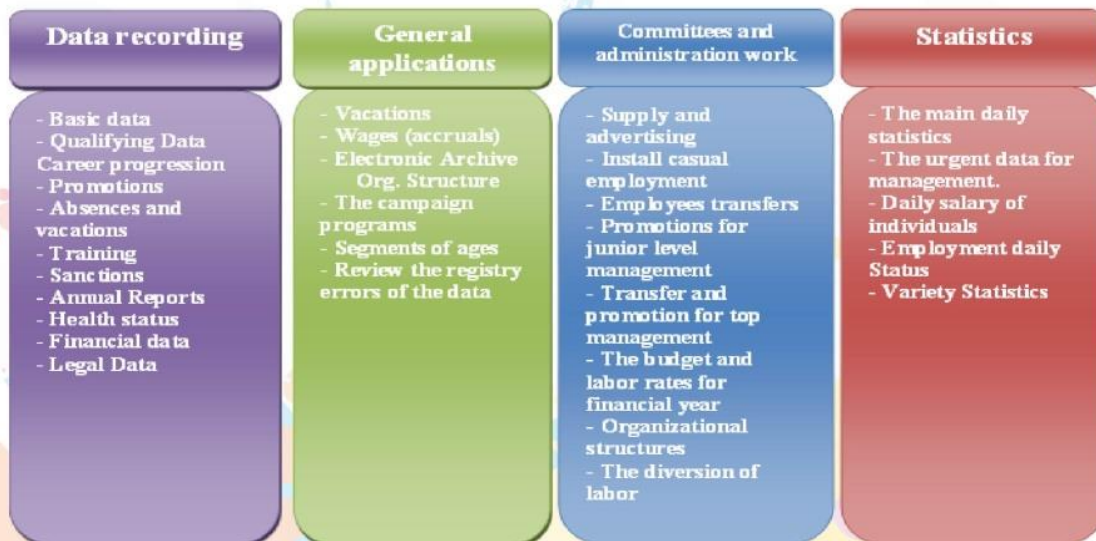 Data recording
- Basic data
- Qualifying Data
Career progression
- Promotions
- Absences and
vacations
- Training
- Sanctions
- Annual Reports
- Health status
- Financial data
- Legal Data
General
applications
- Vacations
- Wages (accruals)
- Electronic Archive
Org. Structure
- The campaign
programs
- Segments of ages
- Review the registry
errors of the data
Committees and
administration work
- Supply and
advertising
- Install casual
employment
- Employees transfers
- Promotions for
junior level
management
- Transfer and
promotion for top
management
- The budget and
labor rates for
financial year
- Organizational
structures
- The diversion of
labor
Statistics
- The main daily
statistics
- The urgent data for
management.
- Daily salary of
individuals
- Employment daily
Status
- Variety Statistics